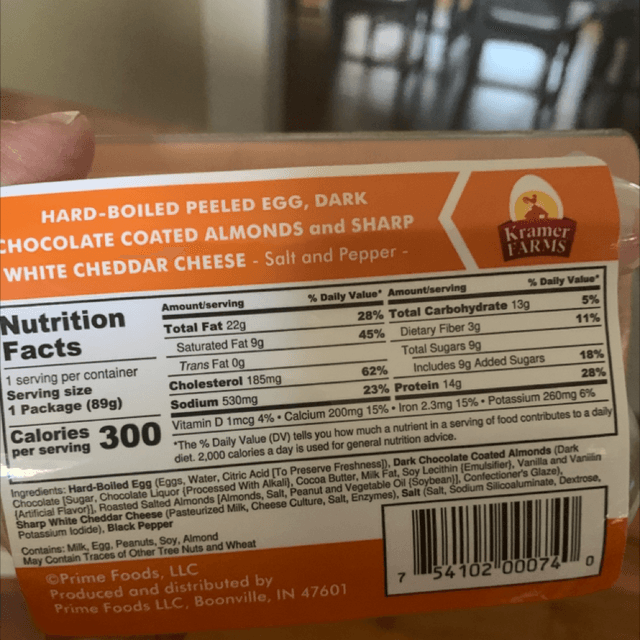 HARD-BOILED PEELED EGG, DARK
CHOCOLATE COATED ALMONDS and SHARP
WHITE CHEDDAR CHEESE - Salt and Pepper -
Kramer
FARMS
Nutrition
Facts
1 serving per container
Serving size
1 Package (89g)
Calories
per serving
300
Amount/serving % Daily Value*
Total Fat 22g 28%
Saturated Fat 9g 45%
Trans Fat 0g
Cholesterol 185mg 62%
Sodium 530mg 23%
Amount/serving % Daily Value*
Total Carbohydrate 13g 5%
Dietary Fiber 3g 11%
Total Sugars 9g
Includes 9g Added Sugars 18%
Protein 14g 28%
Vitamin D 1mcg 4% • Calcium 200mg 15% • Iron 2.3mg 15% • Potassium 260mg 6%
*The % Daily Value (DV) tells you how much a nutrient in a serving of food contributes to a daily
diet. 2,000 calories a day is used for general nutrition advice.
Ingredients: Hard-Boiled Egg (Eggs, Water, Citric Acid [To Preserve Freshness]), Dark Chocolate Coated Almonds (Dark
Chocolate [Sugar, Chocolate Liquor (Processed With Alkali), Cocoa Butter, Milk Fat, Soy Lecithin (Emulsifier), Vanilla and Vanillin
(Artificial Flavor)], Roasted Salted Almonds [Almonds, Salt, Peanut and Vegetable Oil (Soybean)], Confectioner's Glaze),
Sharp White Cheddar Cheese (Pasteurized Milk, Cheese Culture, Salt, Enzymes), Salt (Salt, Sodium Silicoaluminate, Dextrose,
Potassium Iodide), Black Pepper
Contains: Milk, Egg, Peanuts, Soy, Almond
May Contain Traces of Other Tree Nuts and Wheat
©Prime Foods, LLC
Produced and distributed by
Prime Foods LLC, Boonville, IN 47601
7 54102 00074 0